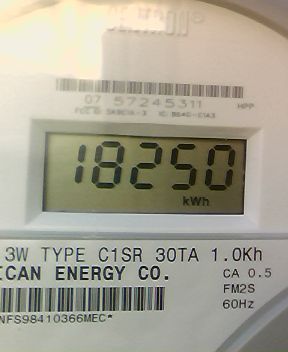 07 57245311 HPP
18250
kWh
3W TYPE C1SR 30TA 1.0Kh
ICAN ENERGY CO. CA 0.5
FM2S
NFS98410366MEC* 60Hz